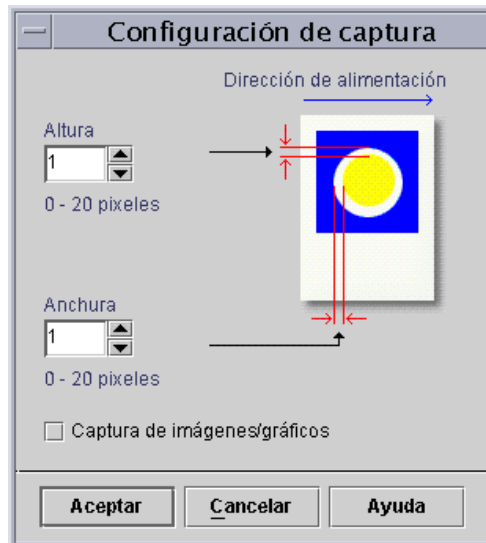 Configuración de captura
Dirección de alimentación
Altura
1
0 - 20 pixeles
Anchura
1
0 - 20 pixeles
Captura de imágenes/gráficos
Aceptar
Cancelar
Ayuda